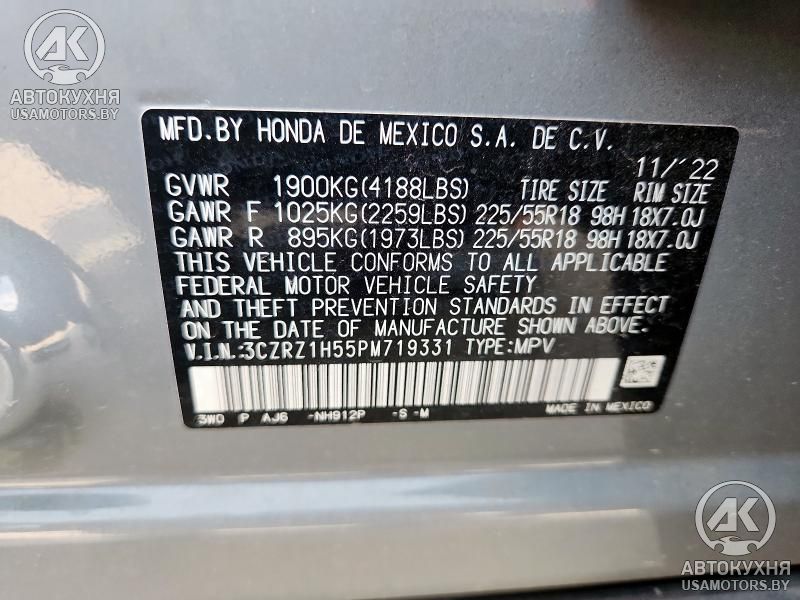 AK
АВТОКУХНЯ
USAMOTORS.BY
MFD.BY HONDA DE MEXICO S.A. DE C.V.
11/'22
GVWR 1900KG(4188LBS) TIRE SIZE RIM SIZE
GAWR F 1025KG(2259LBS) 225/55R18 98H 18X7.0J
GAWR R 895KG(1973LBS) 225/55R18 98H 18X7.0J
THIS VEHICLE CONFORMS TO ALL APPLICABLE
FEDERAL MOTOR VEHICLE SAFETY
AND THEFT PREVENTION STANDARDS IN EFFECT
ON THE DATE OF MANUFACTURE SHOWN ABOVE.
V.I.N.:3CZRZ1H55PM719331 TYPE:MPV
3W0 P AJ6 -NH912P -S -M MADE IN MEXICO
AK
АВТОКУХНЯ
USAMOTORS.BY